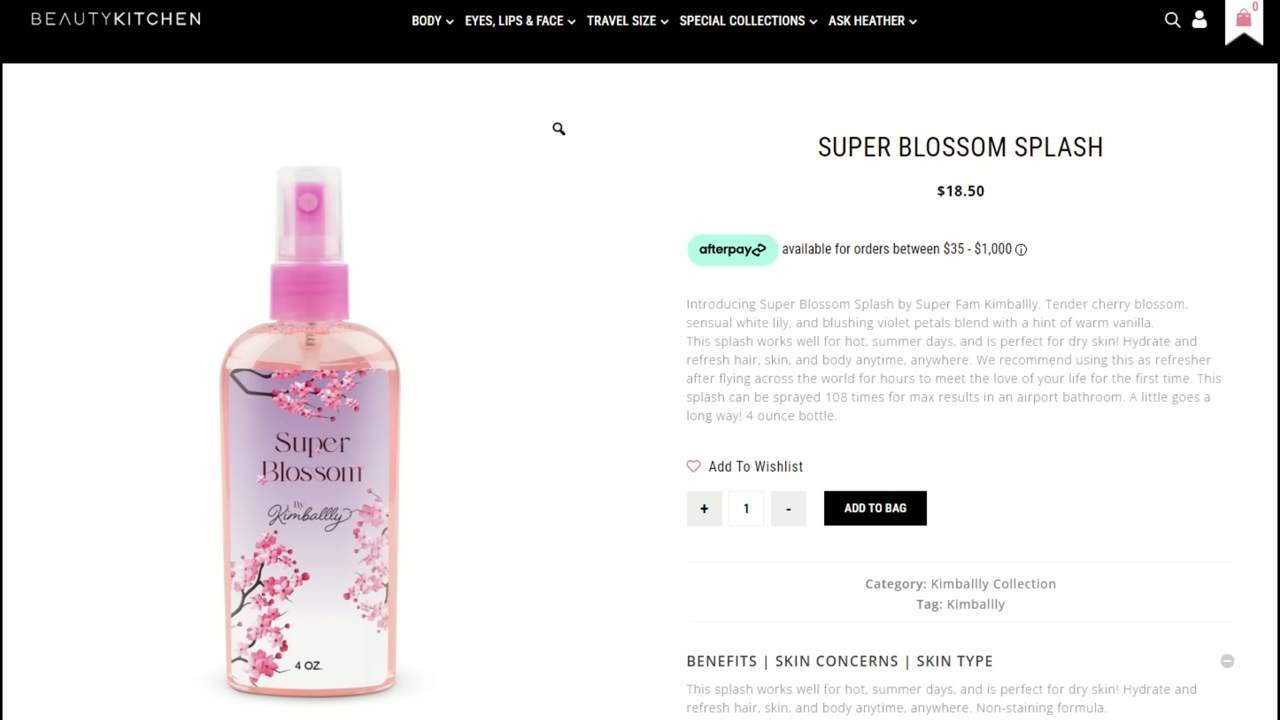 BEAUTYKITCHEN
BODY
EYES, LIPS & FACE
TRAVEL SIZE
SPECIAL COLLECTIONS
ASK HEATHER
0
SUPER BLOSSOM SPLASH
$18.50
afterpay available for orders between $35 - $1,000
Introducing Super Blossom Splash by Super Fam Kimballly. Tender cherry blossom,
sensual white lily, and blushing violet petals blend with a hint of warm vanilla.
This splash works well for hot, summer days, and is perfect for dry skin! Hydrate and
refresh hair, skin, and body anytime, anywhere. We recommend using this as refresher
after flying across the world for hours to meet the love of your life for the first time. This
splash can be sprayed 108 times for max results in an airport bathroom. A little goes a
long way! 4 ounce bottle.
Add To Wishlist
+ 1 - ADD TO BAG
Category: Kimballly Collection
Tag: Kimballly
BENEFITS | SKIN CONCERNS | SKIN TYPE
This splash works well for hot, summer days, and is perfect for dry skin! Hydrate and
refresh hair, skin, and body anytime, anywhere. Non-staining formula.
Super
Blossom
By
Kimballly
4 OZ.